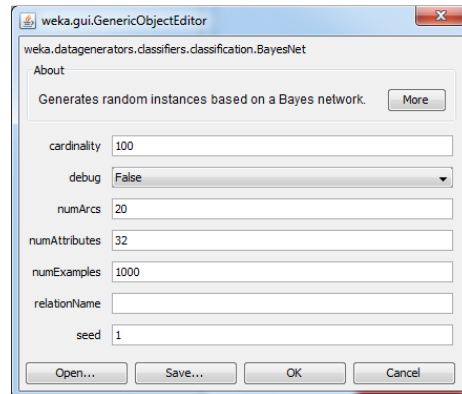 weka.gui.GenericObjectEditor
weka.datagenerators.classifiers.classification.BayesNet
About
Generates random instances based on a Bayes network. More
cardinality 100
debug False
numArcs 20
numAttributes 32
numExamples 1000
relationName
seed 1
Open... Save... OK Cancel